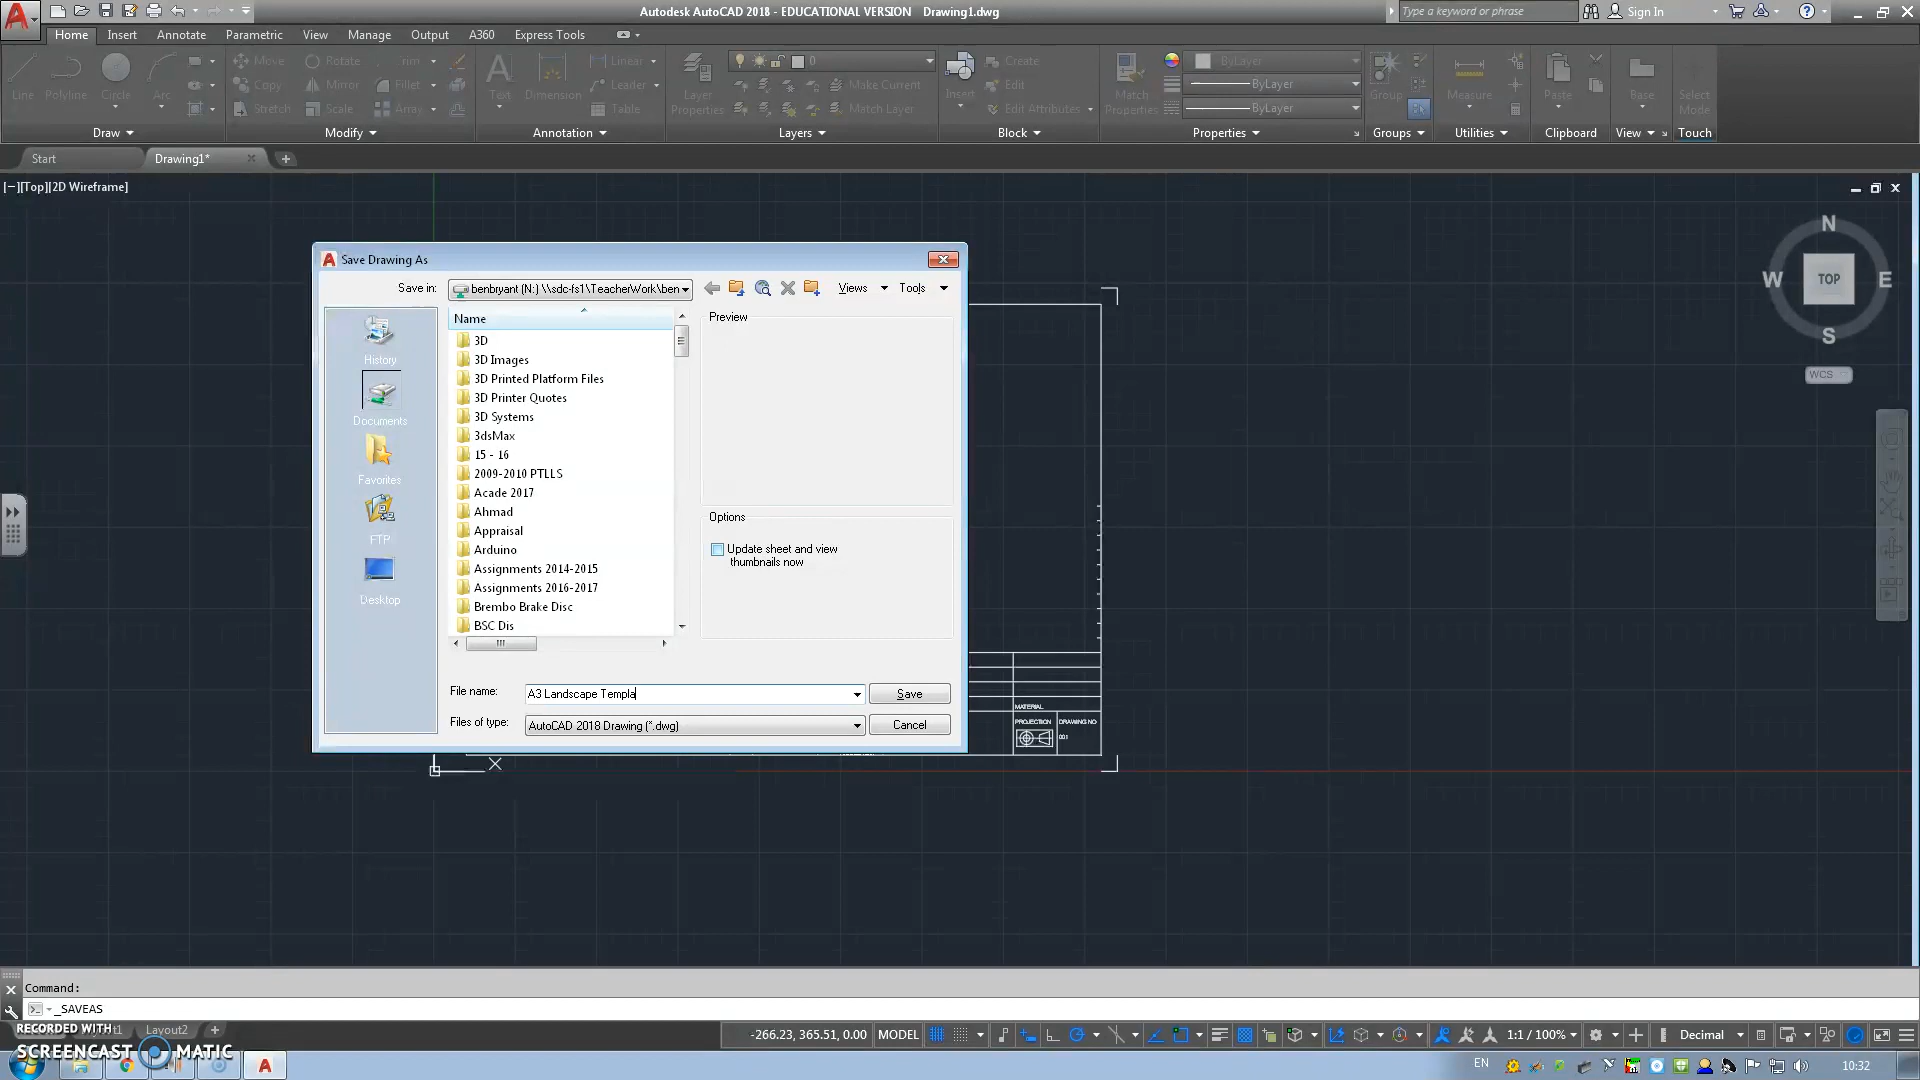 Autodesk AutoCAD 2018 - EDUCATIONAL VERSION Drawing1.dwg
Type a keyword or phrase
Sign In
Home Insert Annotate Parametric View Manage Output A360 Express Tools
Line Polyline Circle Arc
Move Rotate Trim
Copy Mirror Fillet
Stretch Scale Array
Text Dimension
Linear
Leader
Table
Layer Properties
0
Make Current
Match Layer
Insert
Create
Edit
Edit Attributes
Match Properties
ByLayer
ByLayer
ByLayer
Group Measure Paste Base Select Mode
Draw Modify Annotation Layers Block Properties Groups Utilities Clipboard View Touch
Start Drawing1*
[−][Top][2D Wireframe]
N
W TOP E
S
WCS
Save Drawing As
Save in: benbryant (N:) \\sdc-fs1\TeacherWork\ben
Views Tools
History
Documents
Favorites
FTP
Desktop
Name
3D
3D Images
3D Printed Platform Files
3D Printer Quotes
3D Systems
3dsMax
15 - 16
2009-2010 PTLLS
Acade 2017
Ahmad
Appraisal
Arduino
Assignments 2014-2015
Assignments 2016-2017
Brembo Brake Disc
BSC Dis
Preview
Options
Update sheet and view
thumbnails now
File name: A3 Landscape Templa
Save
Files of type: AutoCAD 2018 Drawing (*.dwg)
Cancel
MATERIAL
PROJECTION DRAWING NO
001
X
Command:
_SAVEAS
Layout2
RECORDED WITH
SCREENCAST MATIC
-266.23, 365.51, 0.00 MODEL
1:1 / 100%
Decimal
EN
10:32